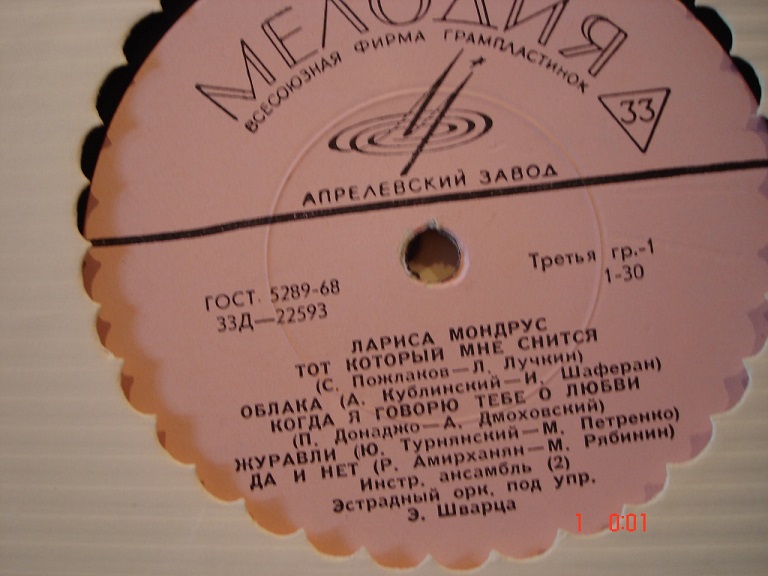 МЕЛОДИЯ
ВСЕСОЮЗНАЯ ФИРМА ГРАМПЛАСТИНОК
33
АПРЕЛЕВСКИЙ ЗАВОД
ГОСТ. 5289-68
33Д—22593
Третья гр.-1
1-30
ЛАРИСА МОНДРУС
ТОТ КОТОРЫЙ МНЕ СНИТСЯ
(С. Пожлаков—Л. Лучкин)
ОБЛАКА (А. Кублинский—И. Шаферан)
КОГДА Я ГОВОРЮ ТЕБЕ О ЛЮБВИ
(П. Донаджо—А. Дмоховский)
ЖУРАВЛИ (Ю. Турнянский—М. Петренко)
ДА И НЕТ (Р. Амирханян—М. Рябинин)
Инстр. ансамбль (2)
Эстрадный орк. под упр.
Э. Шварца
1 0:01